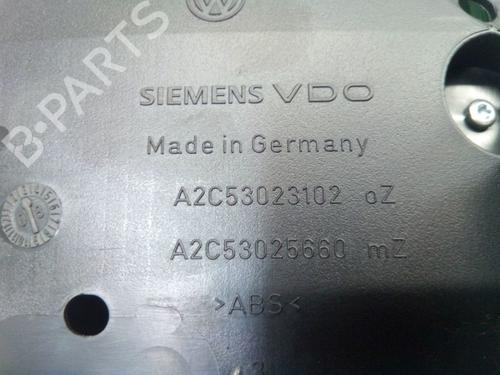 B-PARTS
SIEMENS VDO
Made in Germany
A2C53023102 oZ
A2C53025660 mZ
>ABS<